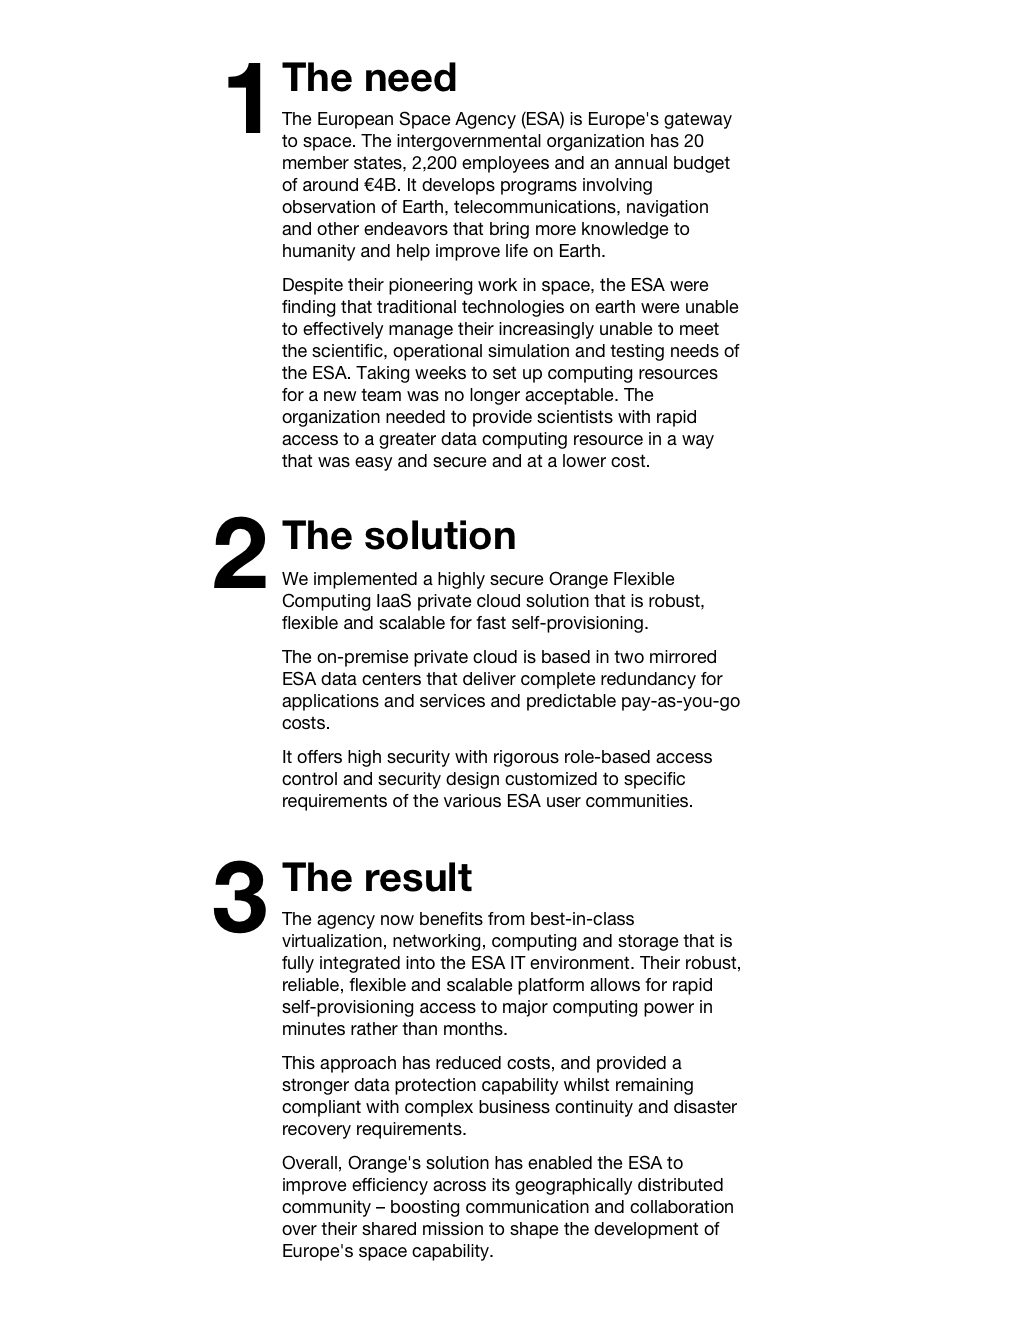 1
The need
The European Space Agency (ESA) is Europe's gateway
to space. The intergovernmental organization has 20
member states, 2,200 employees and an annual budget
of around €4B. It develops programs involving
observation of Earth, telecommunications, navigation
and other endeavors that bring more knowledge to
humanity and help improve life on Earth.
Despite their pioneering work in space, the ESA were
finding that traditional technologies on earth were unable
to effectively manage their increasingly unable to meet
the scientific, operational simulation and testing needs of
the ESA. Taking weeks to set up computing resources
for a new team was no longer acceptable. The
organization needed to provide scientists with rapid
access to a greater data computing resource in a way
that was easy and secure and at a lower cost.
2
The solution
We implemented a highly secure Orange Flexible
Computing IaaS private cloud solution that is robust,
flexible and scalable for fast self-provisioning.
The on-premise private cloud is based in two mirrored
ESA data centers that deliver complete redundancy for
applications and services and predictable pay-as-you-go
costs.
It offers high security with rigorous role-based access
control and security design customized to specific
requirements of the various ESA user communities.
3
The result
The agency now benefits from best-in-class
virtualization, networking, computing and storage that is
fully integrated into the ESA IT environment. Their robust,
reliable, flexible and scalable platform allows for rapid
self-provisioning access to major computing power in
minutes rather than months.
This approach has reduced costs, and provided a
stronger data protection capability whilst remaining
compliant with complex business continuity and disaster
recovery requirements.
Overall, Orange's solution has enabled the ESA to
improve efficiency across its geographically distributed
community – boosting communication and collaboration
over their shared mission to shape the development of
Europe's space capability.